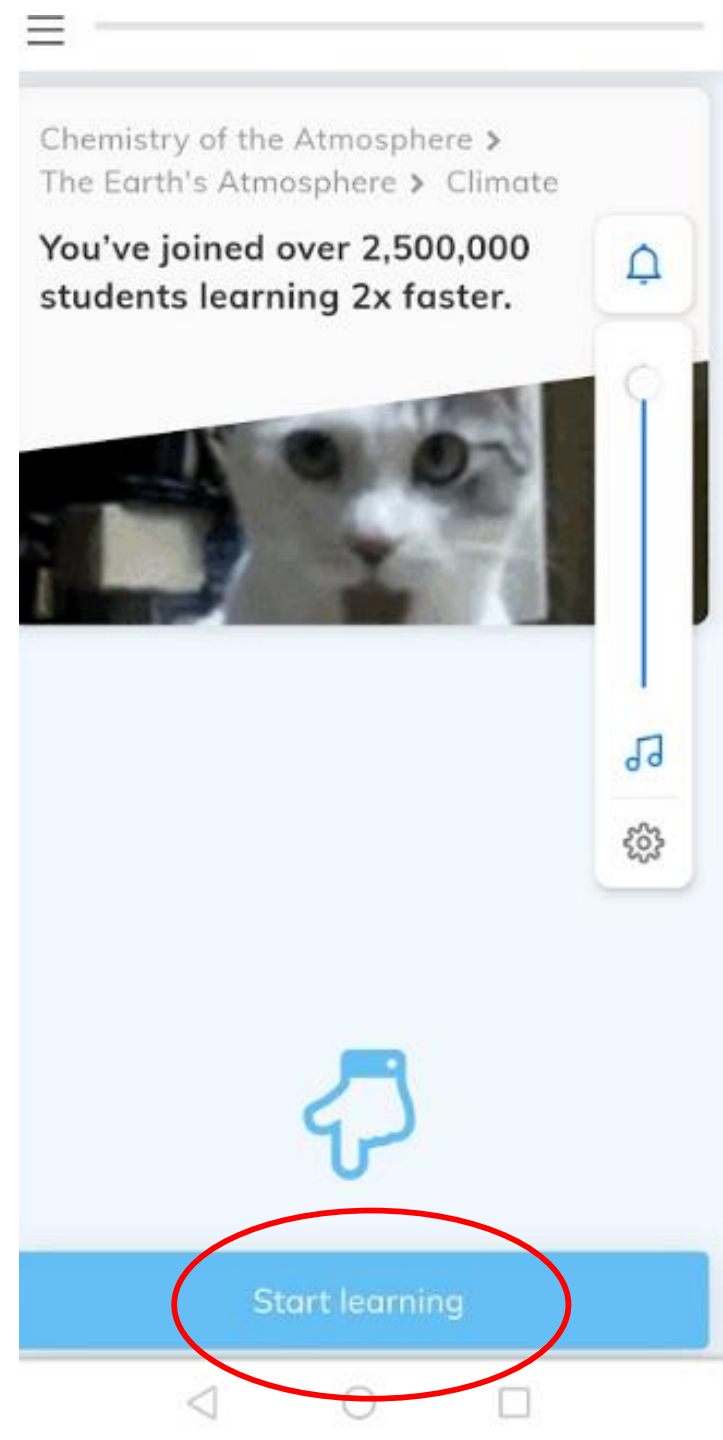 Chemistry of the Atmosphere >
The Earth's Atmosphere > Climate
You've joined over 2,500,000
students learning 2x faster.
Start learning